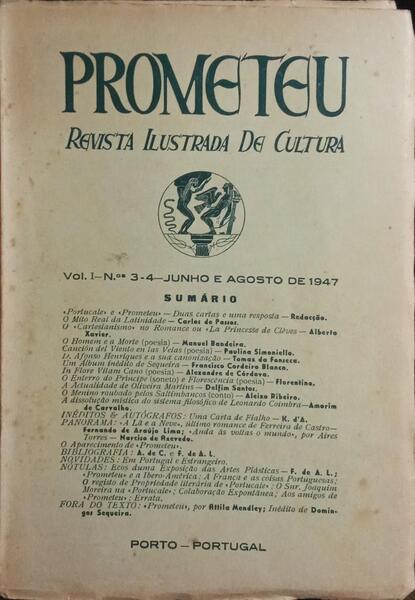 PROMETEU
REVISTA ILUSTRADA DE CULTURA
Vol. I—N.os 3-4—JUNHO E AGOSTO DE 1947
SUMÁRIO
«Portucale» e «Prometeu» — Duas cartas e uma resposta — Redacção.
O Mito Real da Latinidade — Carlos de Passos.
O «Cartesianismo» no Romance ou «La Princesse de Clèves — Alberto
Xavier.
O Homem e a Morte (poesia) — Manuel Bandeira.
Canción del Viento en las Velas (poesia) — Paulina Simoniello.
D. Afonso Henriques e a sua canonização — Tomas da Fonseca.
Um Álbum inédito de Sequeira — Francisco Cordeiro Blanco.
In Flore Vitam Cano (poesia) — Alexandre de Córdova.
O Enterro do Príncipe (soneto) e Florescência (poesia) — Florentino.
A Actualidade de Oliveira Martins — Delfim Santos.
O Menino roubado pelos Saltimbancos (conto) — Aleixo Ribeiro.
A dissolução mística do sistema filosófico de Leonardo Coimbra—Amorim
de Carvalho.
INÉDITOS & AUTÓGRAFOS: Uma Carta de Fialho — K. d'A.
PANORAMA: «A Lã e a Neve», último romance de Ferreira de Castro—
Fernando de Araújo Lima; «Anda às voltas o mundo», por Aires
Torres — Narciso de Azevedo.
O Aparecimento de «Prometeu».
BIBLIOGRAFIA: A. de C. e F. de A. L.
NOVIDADES: Em Portugal e Estrangeiro.
NÓTULAS: Ecos duma Exposição das Artes Plásticas— F. de A. L.;
«Prometeu» e a Ibero-América; A França e as coisas Portuguesas;
O registo de Propriedade literária de «Portucale»; O Snr. Joaquim
Moreira na «Portucale»; Colaboração Expontânea; Aos amigos de
«Prometeu»; Errata.
FORA DO TEXTO: «Prometeu», por Attila Mendley; Inédito de Domin-
gos Sequeira.
PORTO — PORTUGAL